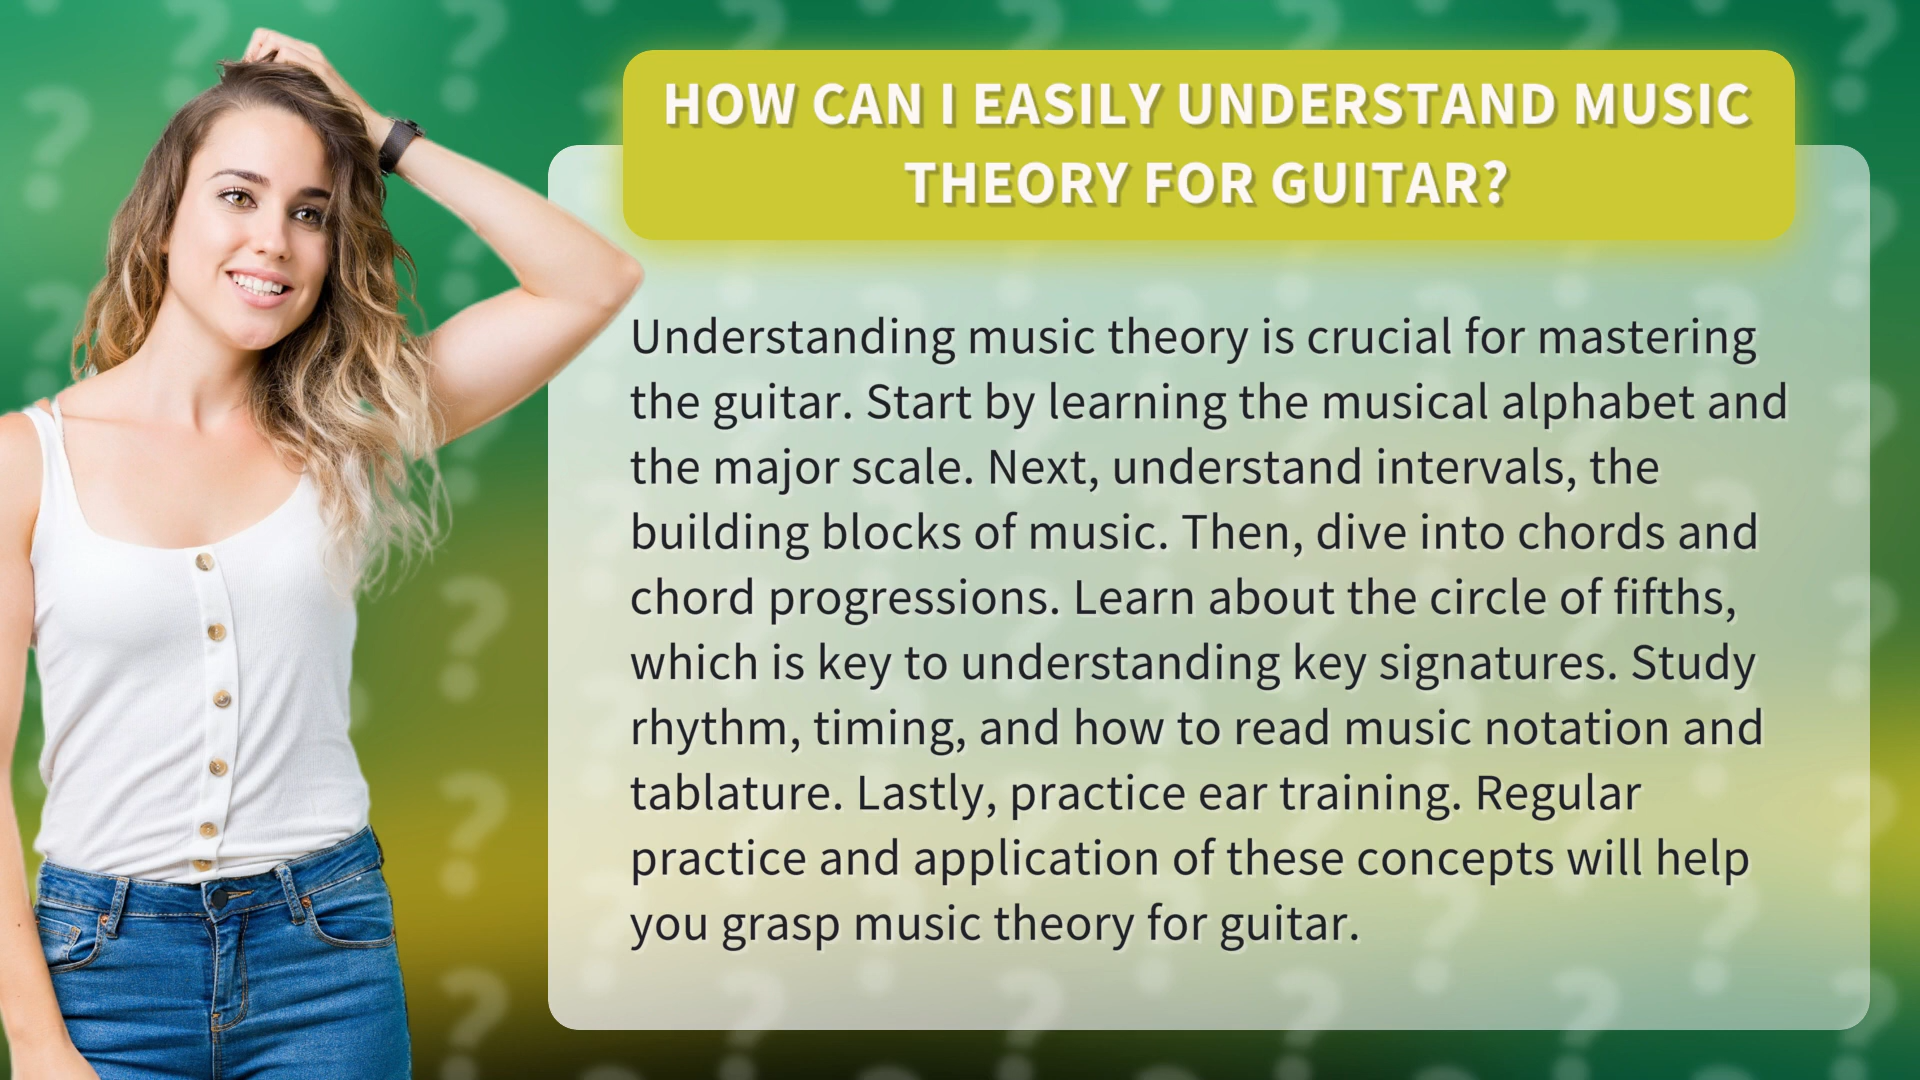 HOW CAN I EASILY UNDERSTAND MUSIC
THEORY FOR GUITAR?
Understanding music theory is crucial for mastering
the guitar. Start by learning the musical alphabet and
the major scale. Next, understand intervals, the
building blocks of music. Then, dive into chords and
chord progressions. Learn about the circle of fifths,
which is key to understanding key signatures. Study
rhythm, timing, and how to read music notation and
tablature. Lastly, practice ear training. Regular
practice and application of these concepts will help
you grasp music theory for guitar.